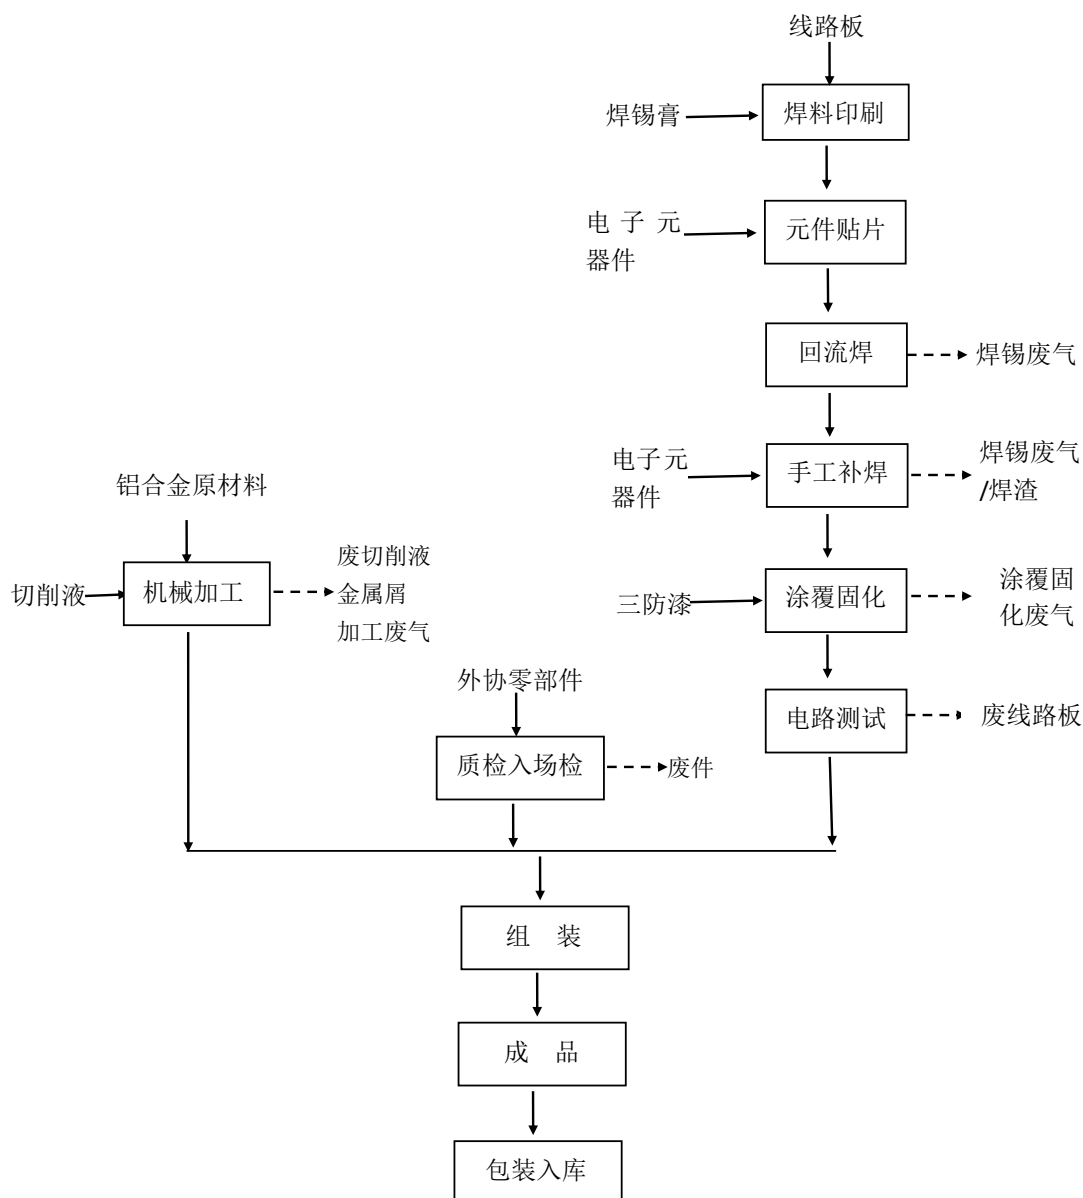 线路板
焊锡膏
焊料印刷
电子元
器件
元件贴片
回流焊
焊锡废气
电子元
器件
手工补焊
焊锡废气
/焊渣
铝合金原材料
切削液
机械加工
废切削液
金属屑
加工废气
三防漆
涂覆固化
涂覆固
化废气
外协零部件
质检入场检
废件
电路测试
废线路板
组 装
成 品
包装入库